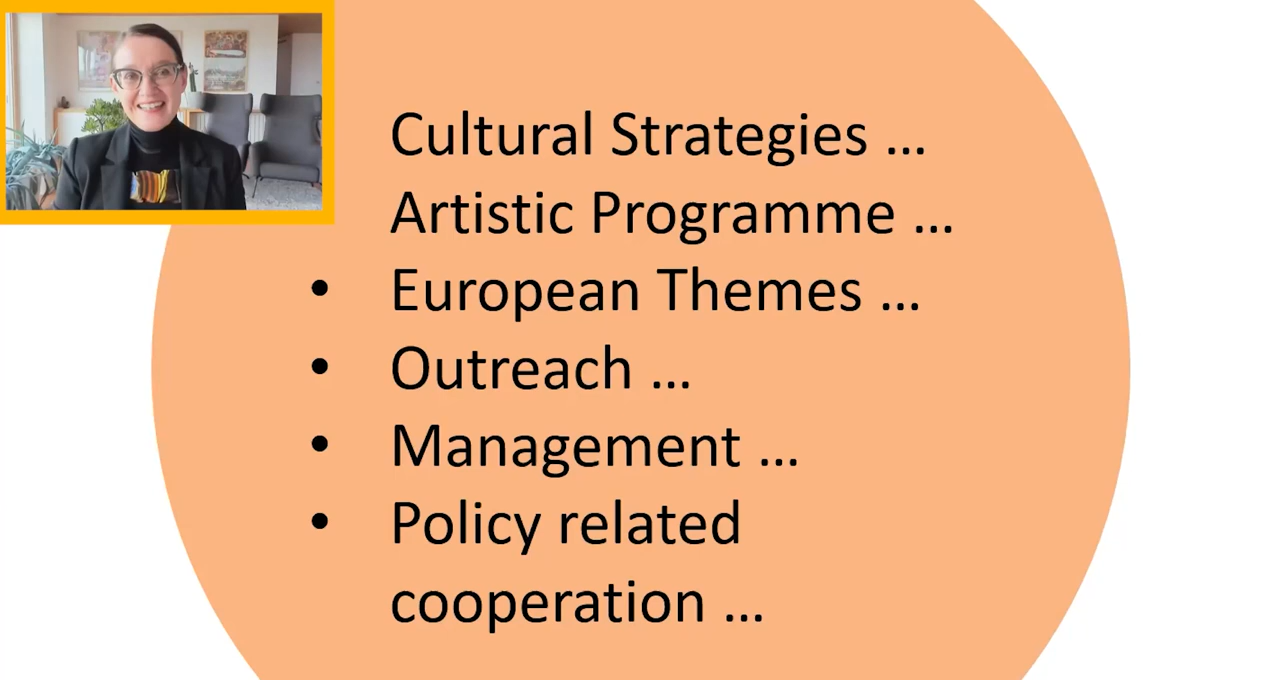 Cultural Strategies ...
Artistic Programme ...
• European Themes ...
• Outreach ...
• Management ...
• Policy related
cooperation ...